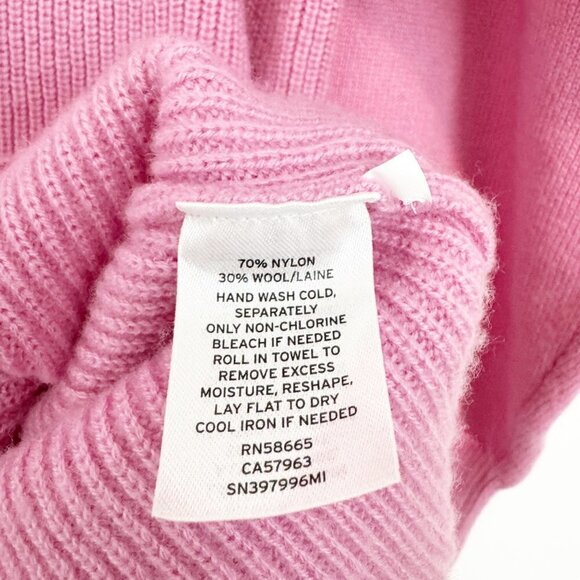 70% NYLON
30% WOOL/LAINE
HAND WASH COLD,
SEPARATELY
ONLY NON-CHLORINE
BLEACH IF NEEDED
ROLL IN TOWEL TO
REMOVE EXCESS
MOISTURE, RESHAPE,
LAY FLAT TO DRY
COOL IRON IF NEEDED
RN58665
CA57963
SN397996MI